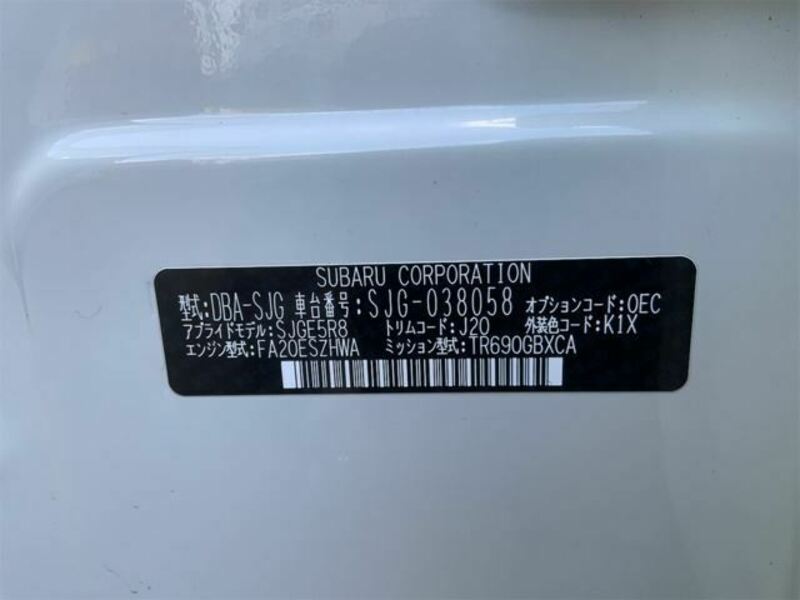 SUBARU CORPORATION
型式:DBA-SJG 車台番号:SJG-038058 オプションコード:OEC
アプライドモデル:SJGE5R8 トリムコード:J20 外装色コード:K1X
エンジン型式:FA20ESZHWA ミッション型式:TR690GBXCA